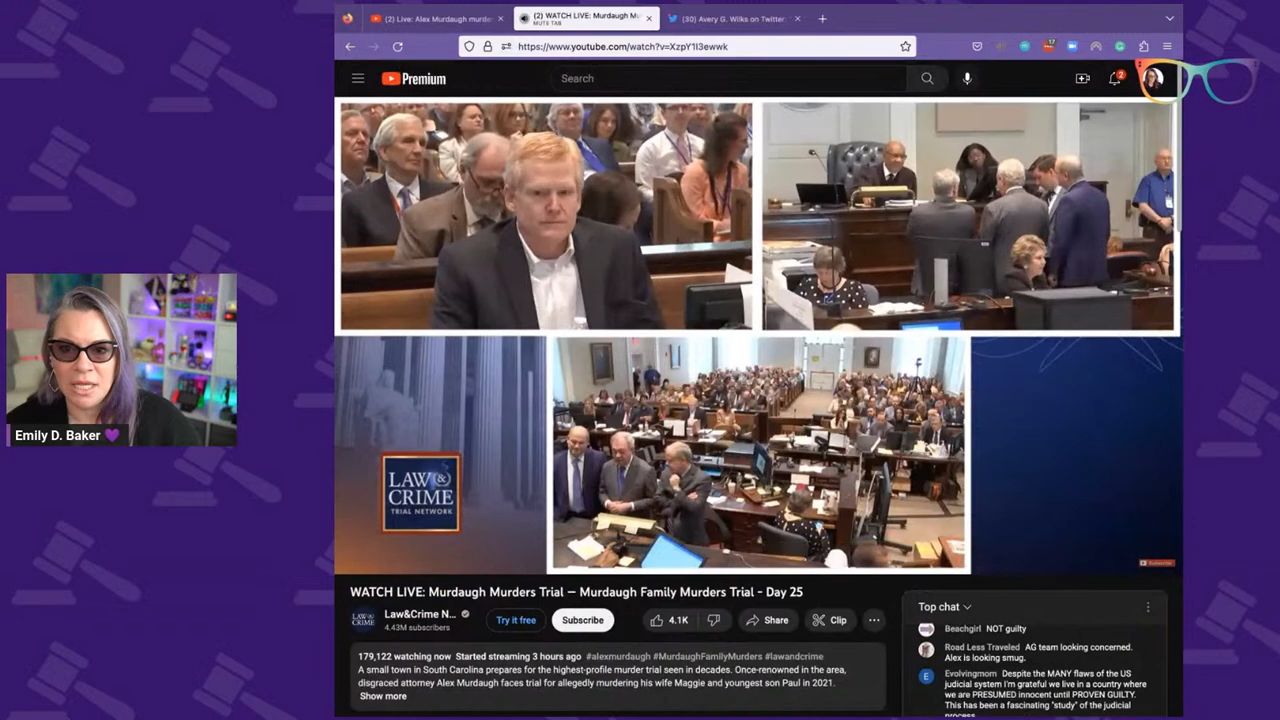 (2) Live: Alex Murdaugh murder
(2) WATCH LIVE: Murdaugh Mu
MUTE TAB
(30) Avery G. Wilks on Twitter:
https://www.youtube.com/watch?v=XzpY1I3ewwk
17
Premium
Search
2
Emily D. Baker
LAW &
CRIME
TRIAL NETWORK
Subscribe
WATCH LIVE: Murdaugh Murders Trial — Murdaugh Family Murders Trial - Day 25
Law&Crime N...
4.43M subscribers
Try it free
Subscribe
4.1K
Share
Clip
179,122 watching now Started streaming 3 hours ago #alexmurdaugh #MurdaughFamilyMurders #lawandcrime
A small town in South Carolina prepares for the highest-profile murder trial seen in decades. Once-renowned in the area,
disgraced attorney Alex Murdaugh faces trial for allegedly murdering his wife Maggie and youngest son Paul in 2021.
Show more
Top chat
Beachgirl NOT guilty
Road Less Traveled AG team looking concerned.
Alex is looking smug.
E
Evolvingmom Despite the MANY flaws of the US
judicial system I'm grateful we live in a country where
we are PRESUMED innocent until PROVEN GUILTY.
This has been a fascinating "study" of the judicial
process